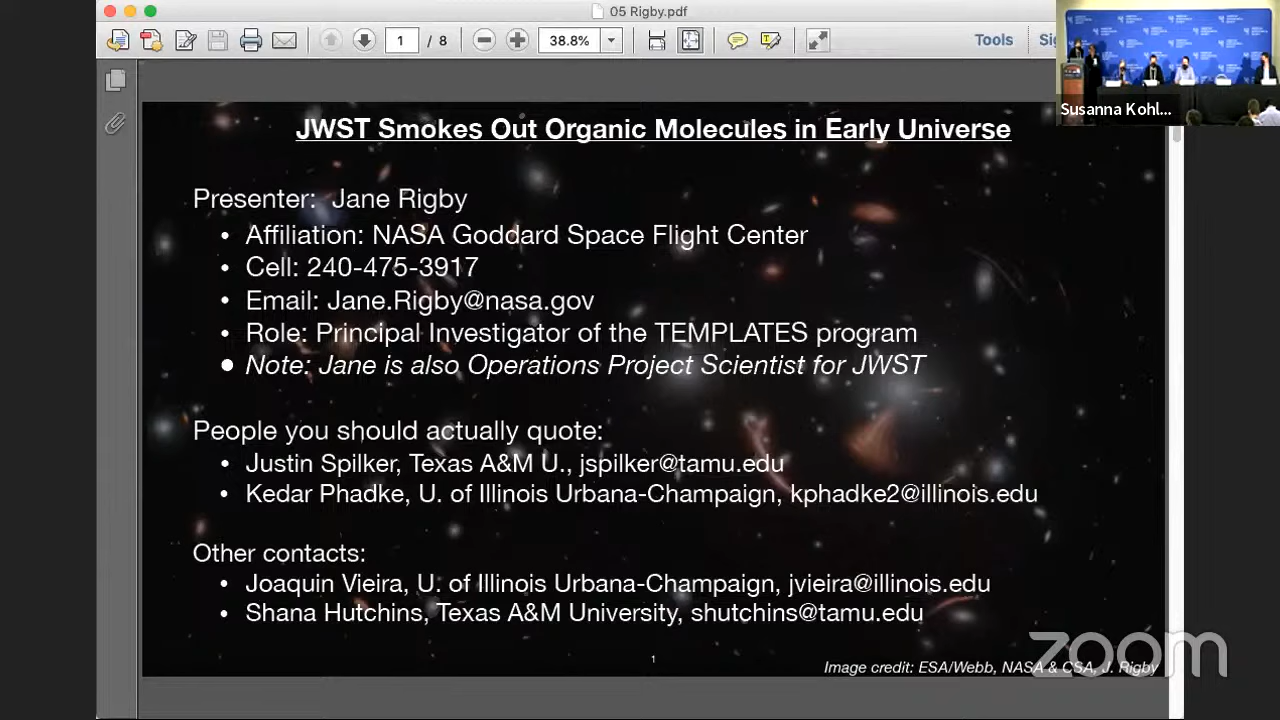 05 Rigby.pdf
1 / 8 38.8% Tools
Susanna Kohl...
JWST Smokes Out Organic Molecules in Early Universe
Presenter: Jane Rigby
• Affiliation: NASA Goddard Space Flight Center
• Cell: 240-475-3917
• Email: Jane.Rigby@nasa.gov
• Role: Principal Investigator of the TEMPLATES program
• Note: Jane is also Operations Project Scientist for JWST
People you should actually quote:
• Justin Spilker, Texas A&M U., jspilker@tamu.edu
• Kedar Phadke, U. of Illinois Urbana-Champaign, kphadke2@illinois.edu
Other contacts:
• Joaquin Vieira, U. of Illinois Urbana-Champaign, jvieira@illinois.edu
• Shana Hutchins, Texas A&M University, shutchins@tamu.edu
1
Image credit: ESA/Webb, NASA & CSA, J. Rigby
zoom